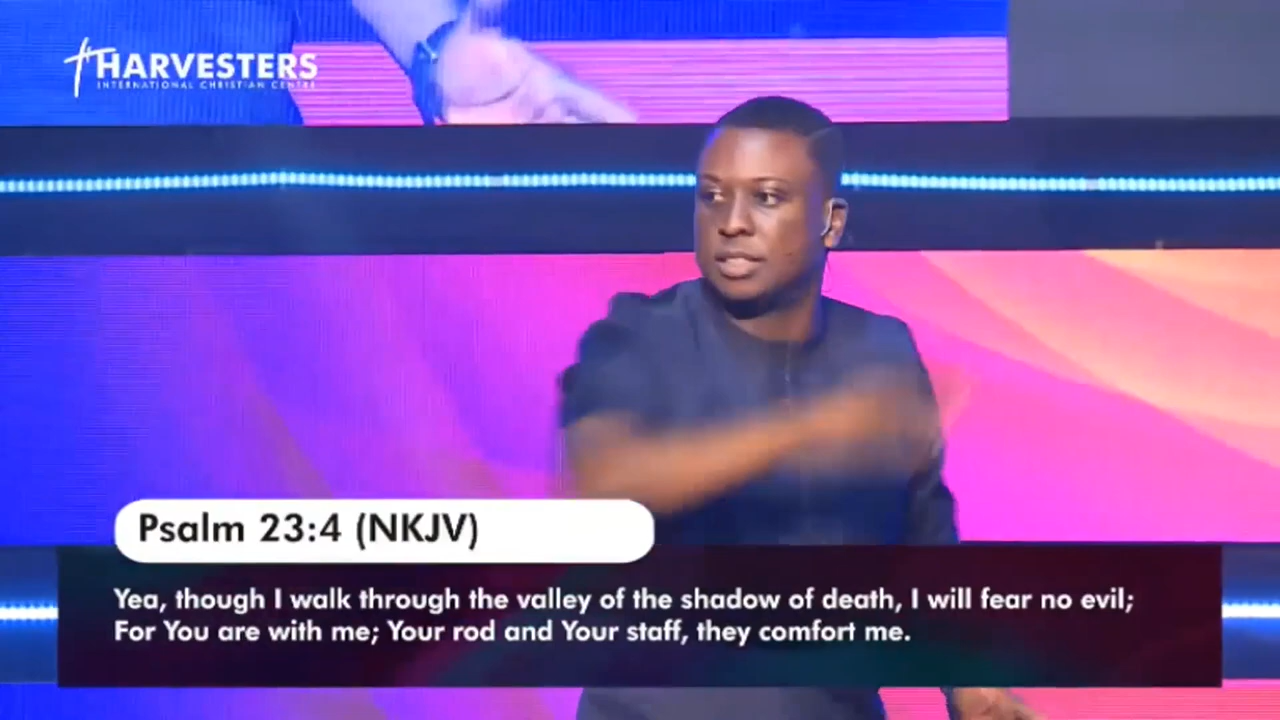 HARVESTERS
INTERNATIONAL CHRISTIAN CENTRE
Psalm 23:4 (NKJV)
Yea, though I walk through the valley of the shadow of death, I will fear no evil;
For You are with me; Your rod and Your staff, they comfort me.